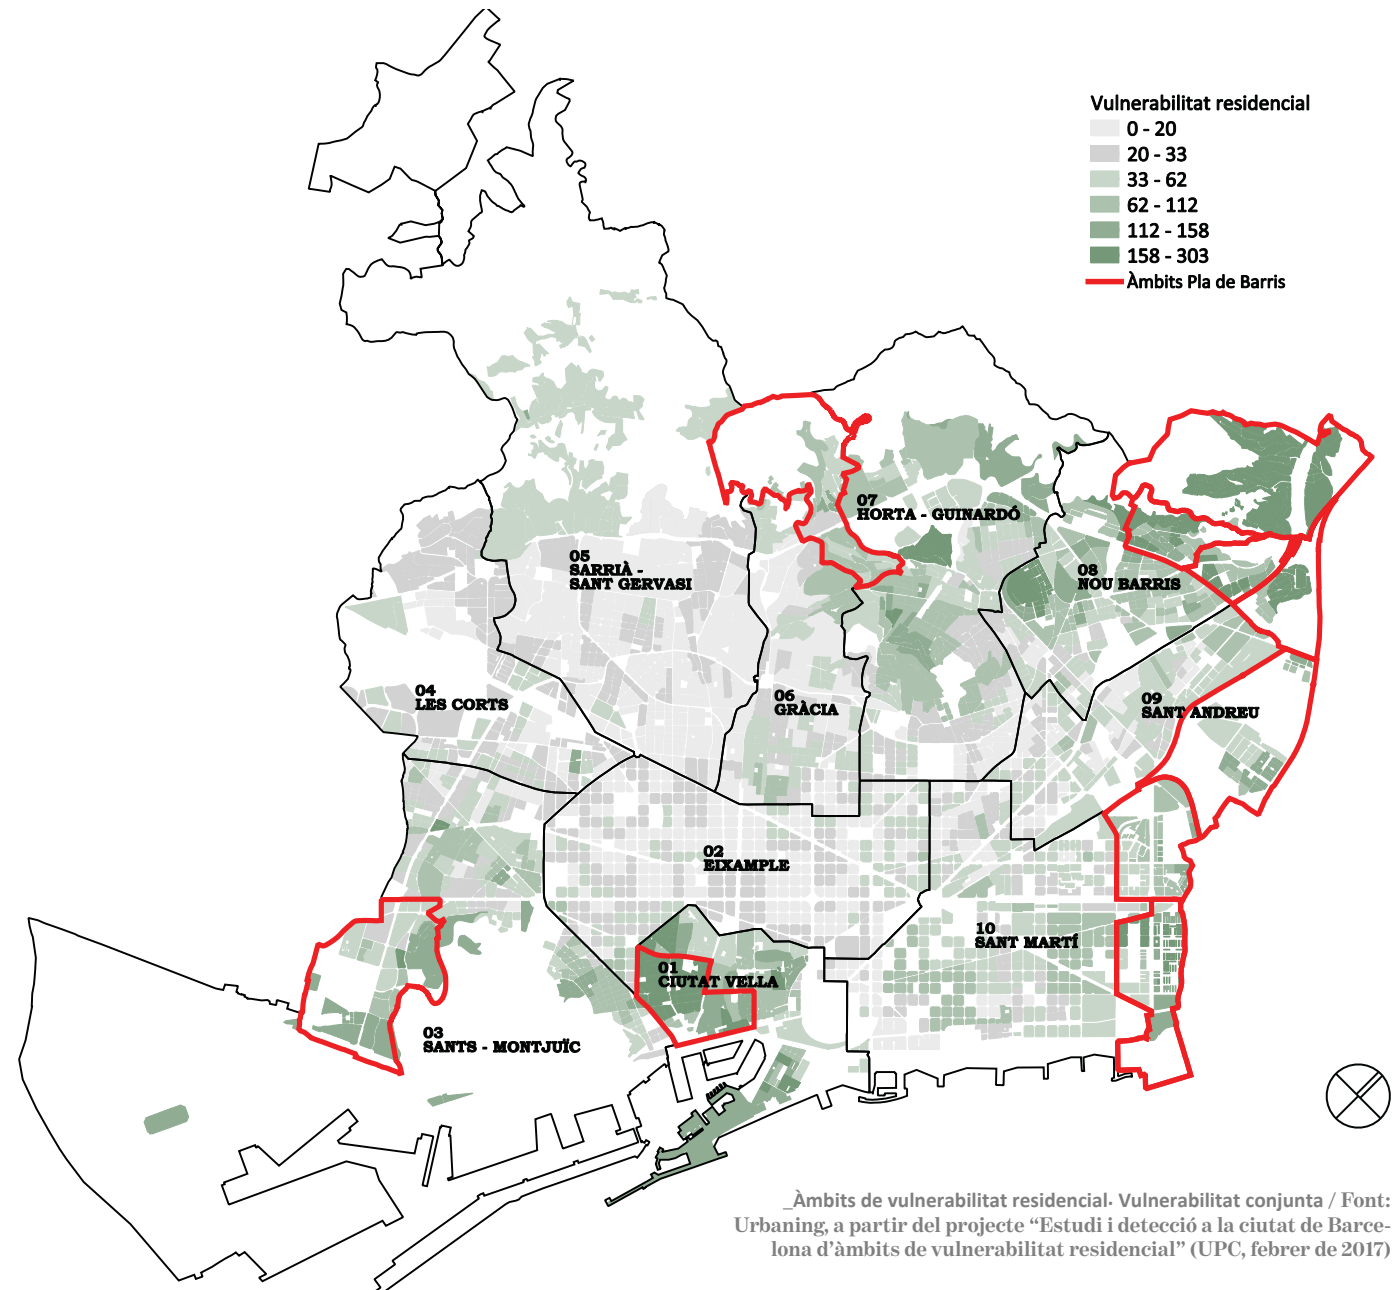 Vulnerabilitat residencial
0 - 20
20 - 33
33 - 62
62 - 112
112 - 158
158 - 303
Àmbits Pla de Barris
07
HORTA - GUINARDÓ
05
SARRIÀ -
SANT GERVASI
08
NOU BARRIS
04
LES CORTS
06
GRÀCIA
09
SANT ANDREU
02
EIXAMPLE
10
SANT MARTÍ
01
CIUTAT VELLA
03
SANTS - MONTJUÏC
_Àmbits de vulnerabilitat residencial. Vulnerabilitat conjunta / Font:
Urbaning, a partir del projecte “Estudi i detecció a la ciutat de Barce-
lona d’àmbits de vulnerabilitat residencial” (UPC, febrer de 2017)